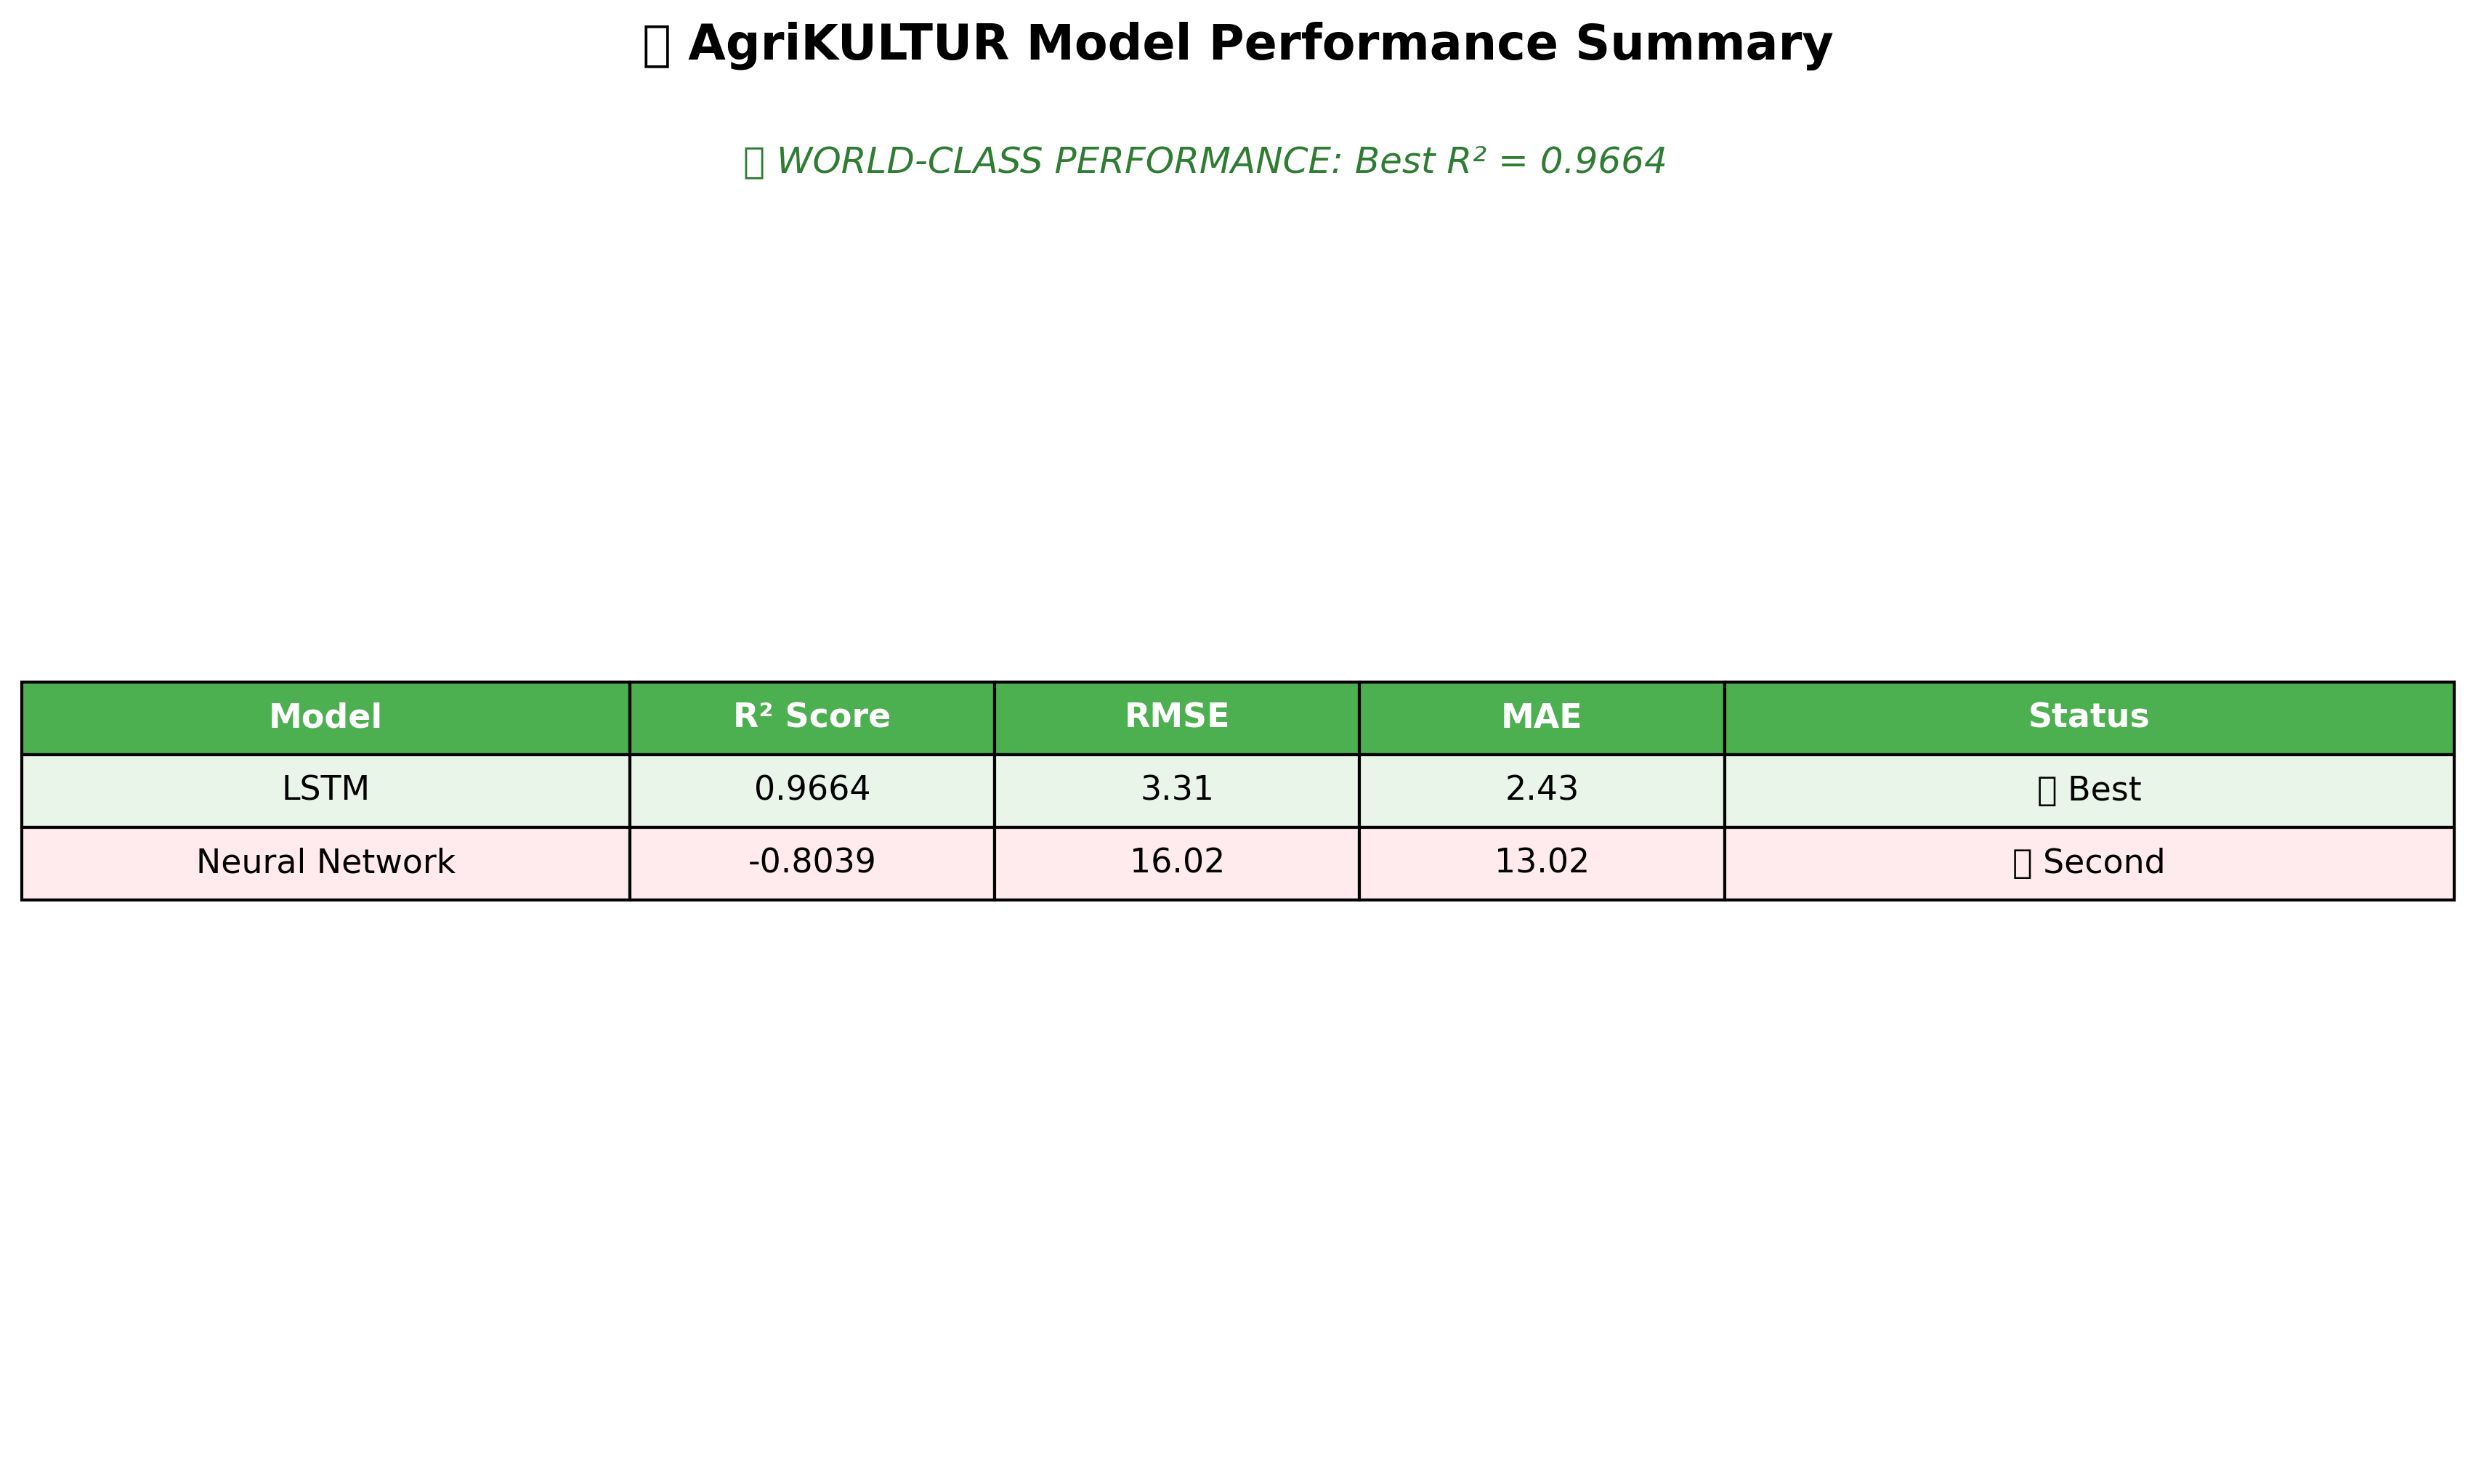 AgriKULTUR Model Performance Summary
WORLD-CLASS PERFORMANCE: Best R² = 0.9664
Model R² Score RMSE MAE Status
LSTM 0.9664 3.31 2.43 Best
Neural Network -0.8039 16.02 13.02 Second